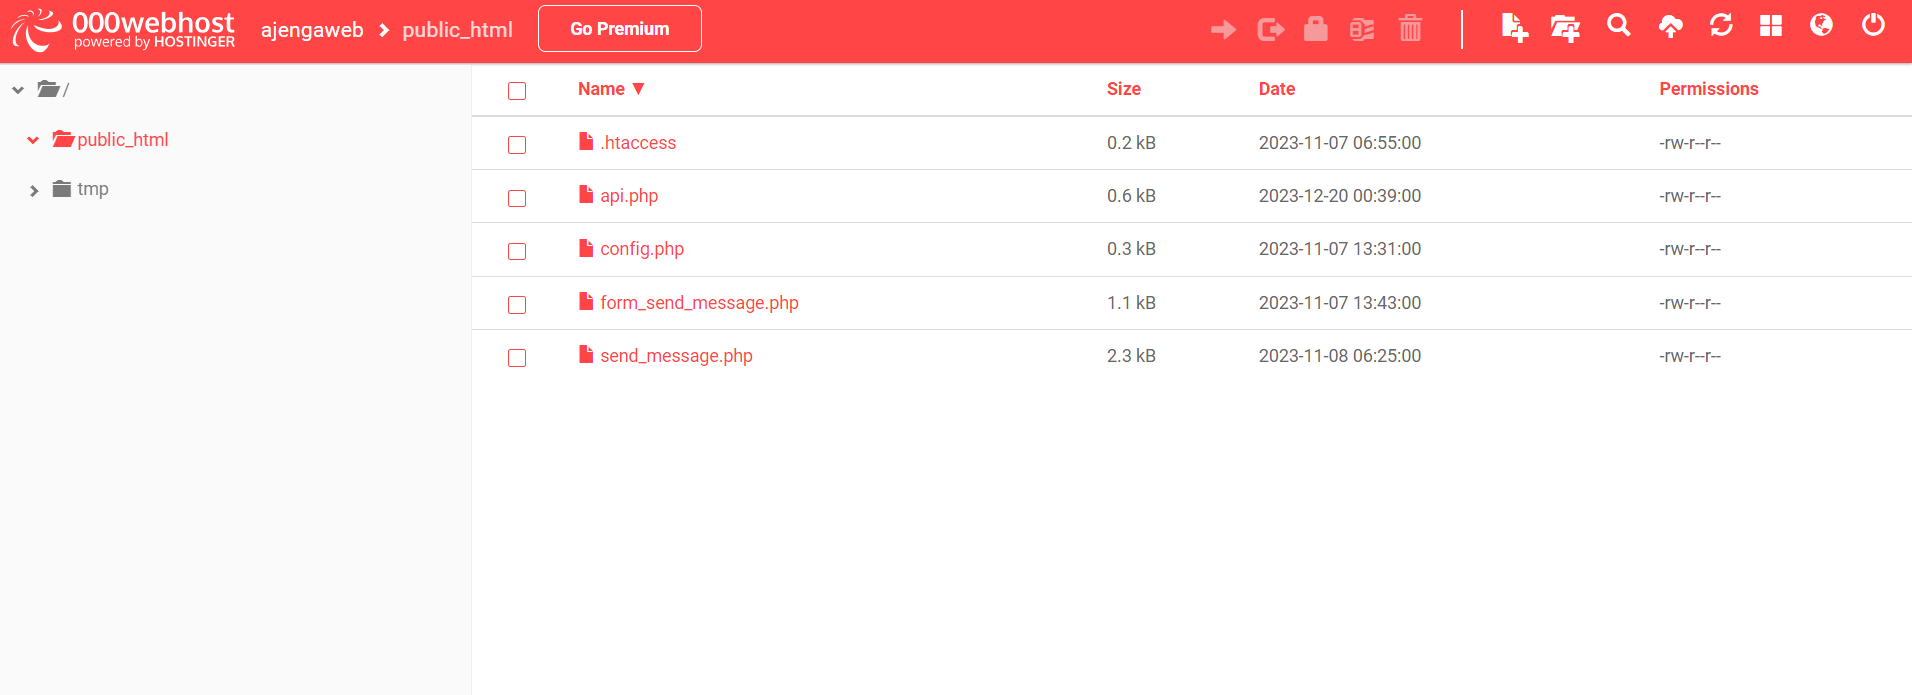 000webhost
powered by HOSTINGER
ajengaweb public_html
Go Premium
/
public_html
tmp
Name ▼ Size Date Permissions
.htaccess 0.2 kB 2023-11-07 06:55:00 -rw-r--r--
api.php 0.6 kB 2023-12-20 00:39:00 -rw-r--r--
config.php 0.3 kB 2023-11-07 13:31:00 -rw-r--r--
form_send_message.php 1.1 kB 2023-11-07 13:43:00 -rw-r--r--
send_message.php 2.3 kB 2023-11-08 06:25:00 -rw-r--r--